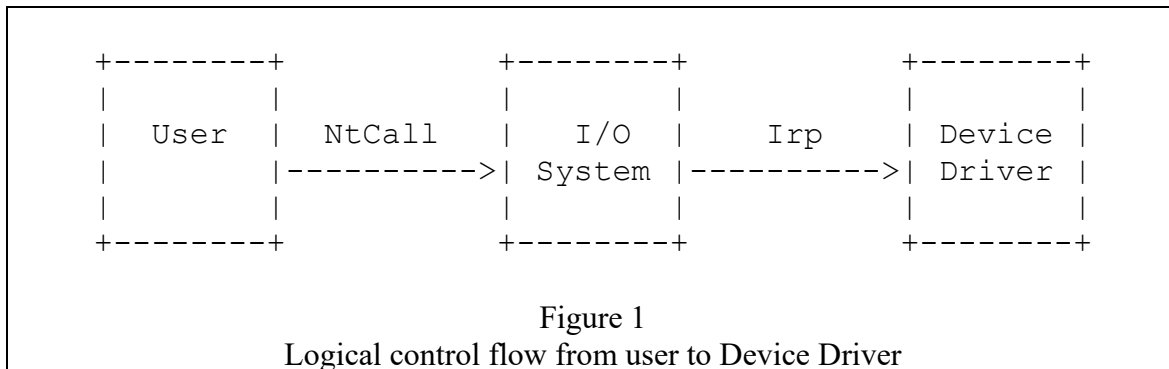 +--------+ +--------+ +--------+
| | | | | |
| User | NtCall | I/O | Irp | Device |
| |---------->| System |---------->| Driver |
| | | | | |
+--------+ +--------+ +--------+
Figure 1
Logical control flow from user to Device Driver